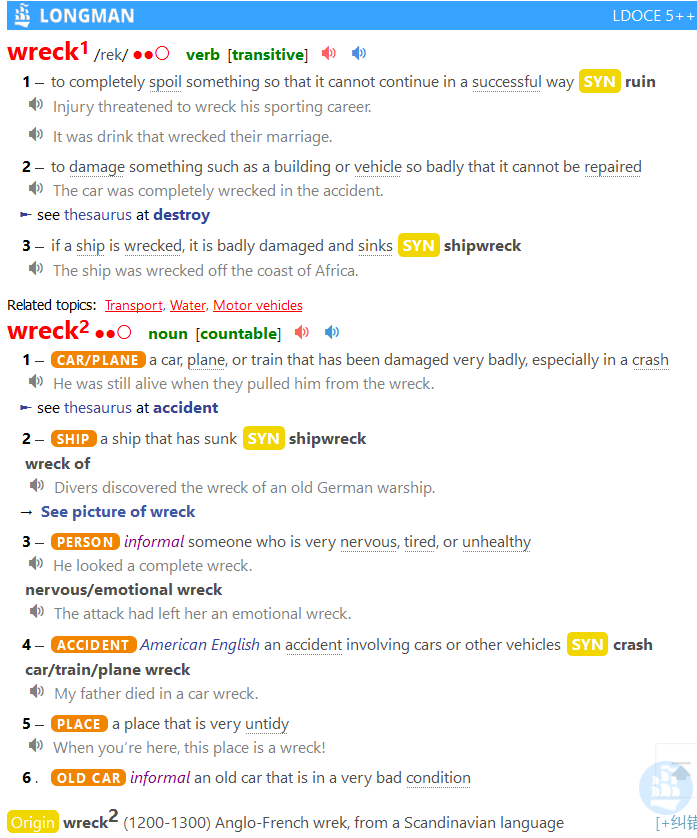 LONGMAN LDOCE 5++
wreck1 /rek/ ●●○ verb [transitive]
1 – to completely spoil something so that it cannot continue in a successful way SYN ruin
Injury threatened to wreck his sporting career.
It was drink that wrecked their marriage.
2 – to damage something such as a building or vehicle so badly that it cannot be repaired
The car was completely wrecked in the accident.
► see thesaurus at destroy
3 – if a ship is wrecked, it is badly damaged and sinks SYN shipwreck
The ship was wrecked off the coast of Africa.
Related topics: Transport, Water, Motor vehicles
wreck2 ●●○ noun [countable]
1 – CAR/PLANE a car, plane, or train that has been damaged very badly, especially in a crash
He was still alive when they pulled him from the wreck.
► see thesaurus at accident
2 – SHIP a ship that has sunk SYN shipwreck
wreck of
Divers discovered the wreck of an old German warship.
→ See picture of wreck
3 – PERSON informal someone who is very nervous, tired, or unhealthy
He looked a complete wreck.
nervous/emotional wreck
The attack had left her an emotional wreck.
4 – ACCIDENT American English an accident involving cars or other vehicles SYN crash
car/train/plane wreck
My father died in a car wreck.
5 – PLACE a place that is very untidy
When you're here, this place is a wreck!
6 . OLD CAR informal an old car that is in a very bad condition
Origin wreck2 (1200-1300) Anglo-French wrek, from a Scandinavian language [+纠错